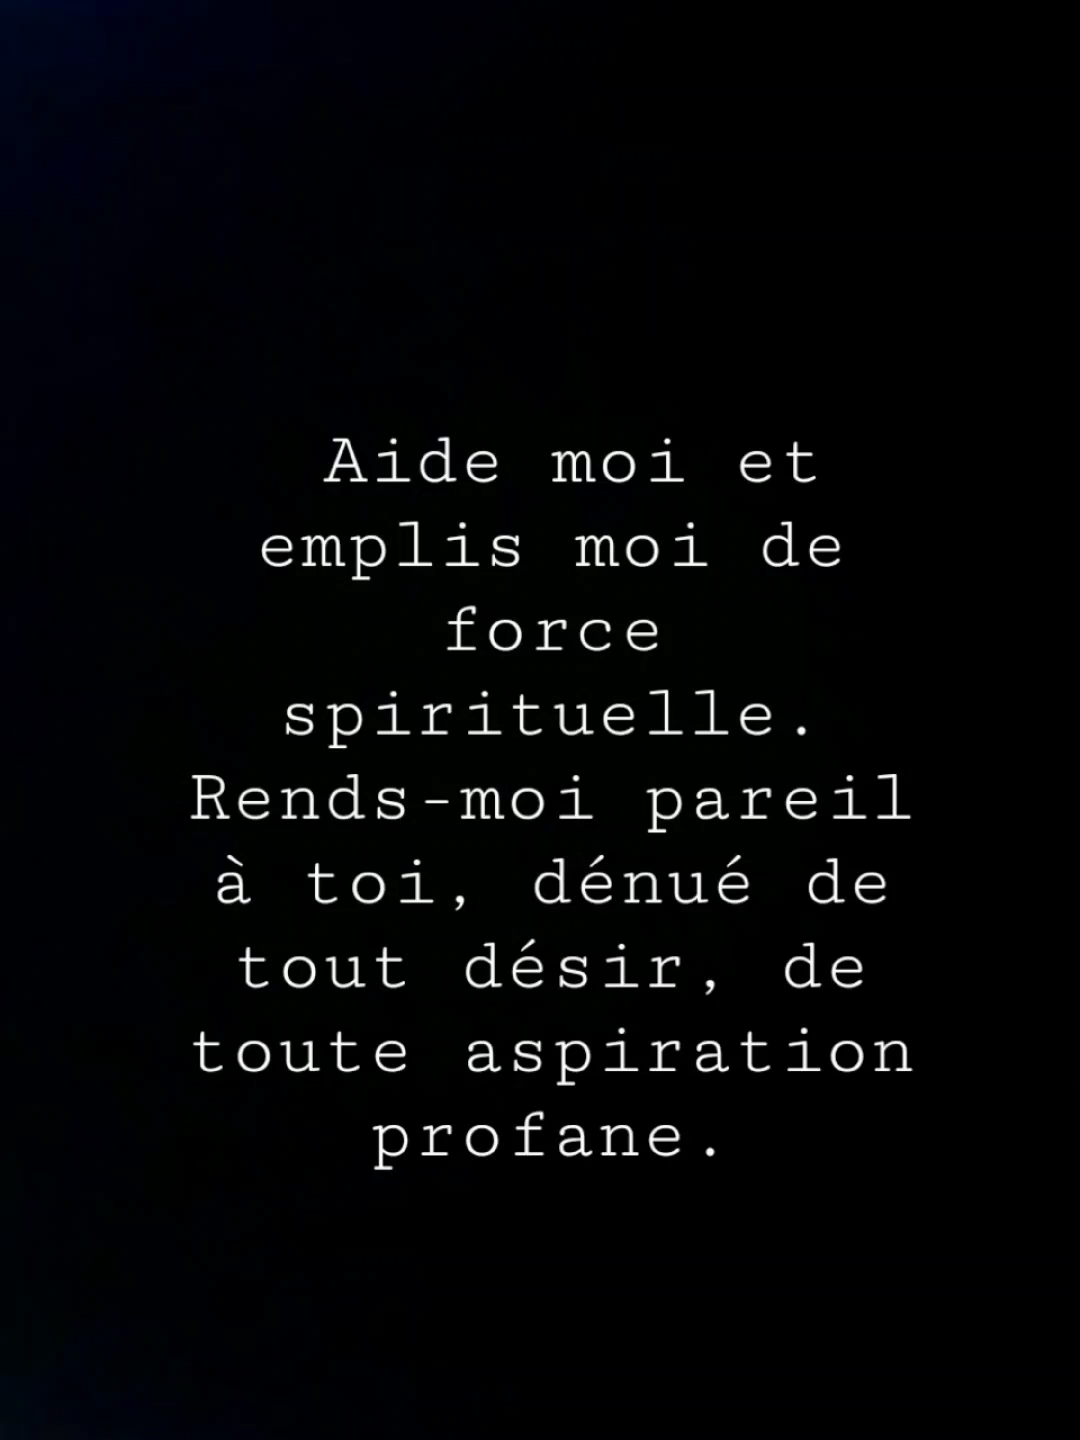 Aide moi et
emplis moi de
force
spirituelle.
Rends-moi pareil
à toi, dénué de
tout désir, de
toute aspiration
profane.